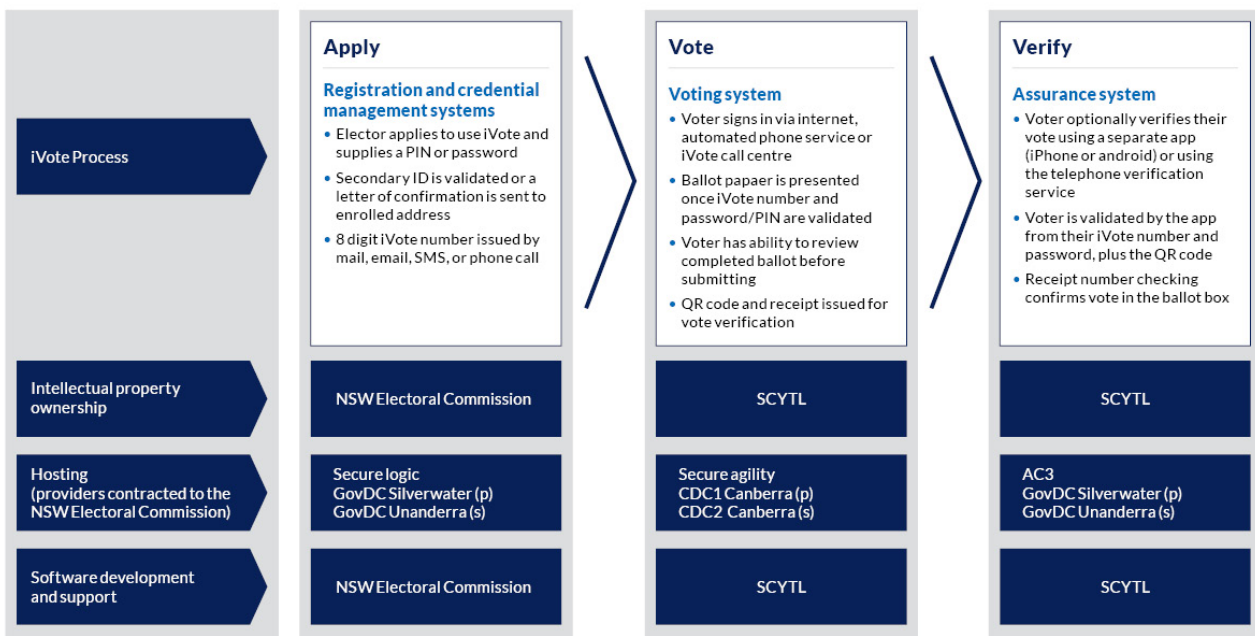 Apply
Registration and credential
management systems
• Elector applies to use iVote and
supplies a PIN or password
• Secondary ID is validated or a
letter of confirmation is sent to
enrolled address
• 8 digit iVote number issued by
mail, email, SMS, or phone call
Vote
Voting system
• Voter signs in via internet,
automated phone service or
iVote call centre
• Ballot papaer is presented
once iVote number and
password/PIN are validated
• Voter has ability to review
completed ballot before
submitting
• QR code and receipt issued for
vote verification
Verify
Assurance system
• Voter optionally verifies their
vote using a separate app
(iPhone or android) or using
the telephone verification
service
• Voter is validated by the app
from their iVote number and
password, plus the QR code
• Receipt number checking
confirms vote in the ballot box
iVote Process
Intellectual property
ownership
NSW Electoral Commission
SCYTL
SCYTL
Hosting
(providers contracted to the
NSW Electoral Commission)
Secure logic
GovDC Silverwater (p)
GovDC Unanderra (s)
Secure agility
CDC1 Canberra (p)
CDC2 Canberra (s)
AC3
GovDC Silverwater (p)
GovDC Unanderra (s)
Software development
and support
NSW Electoral Commission
SCYTL
SCYTL